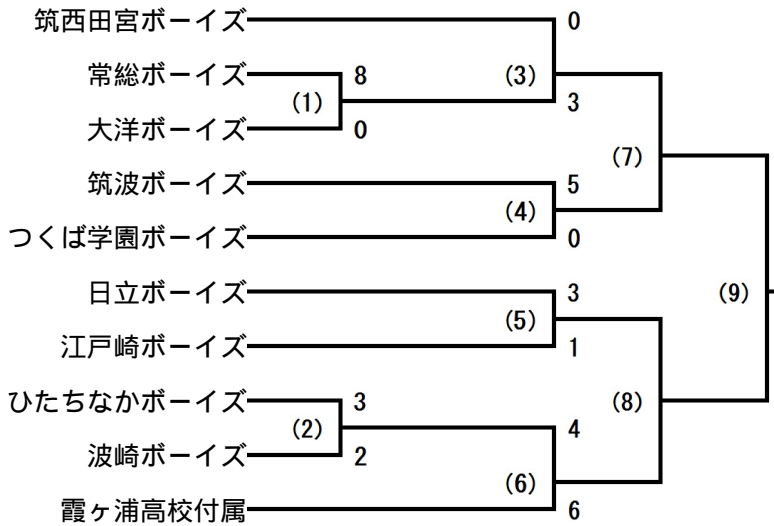 筑西田宮ボーイズ 0
常総ボーイズ 8 (3)
(1) 3
大洋ボーイズ 0
(7)
筑波ボーイズ 5
(4)
つくば学園ボーイズ 0
日立ボーイズ 3 (9)
(5)
江戸崎ボーイズ 1
ひたちなかボーイズ 3 (8)
(2) 4
波崎ボーイズ 2
(6)
霞ヶ浦高校付属 6